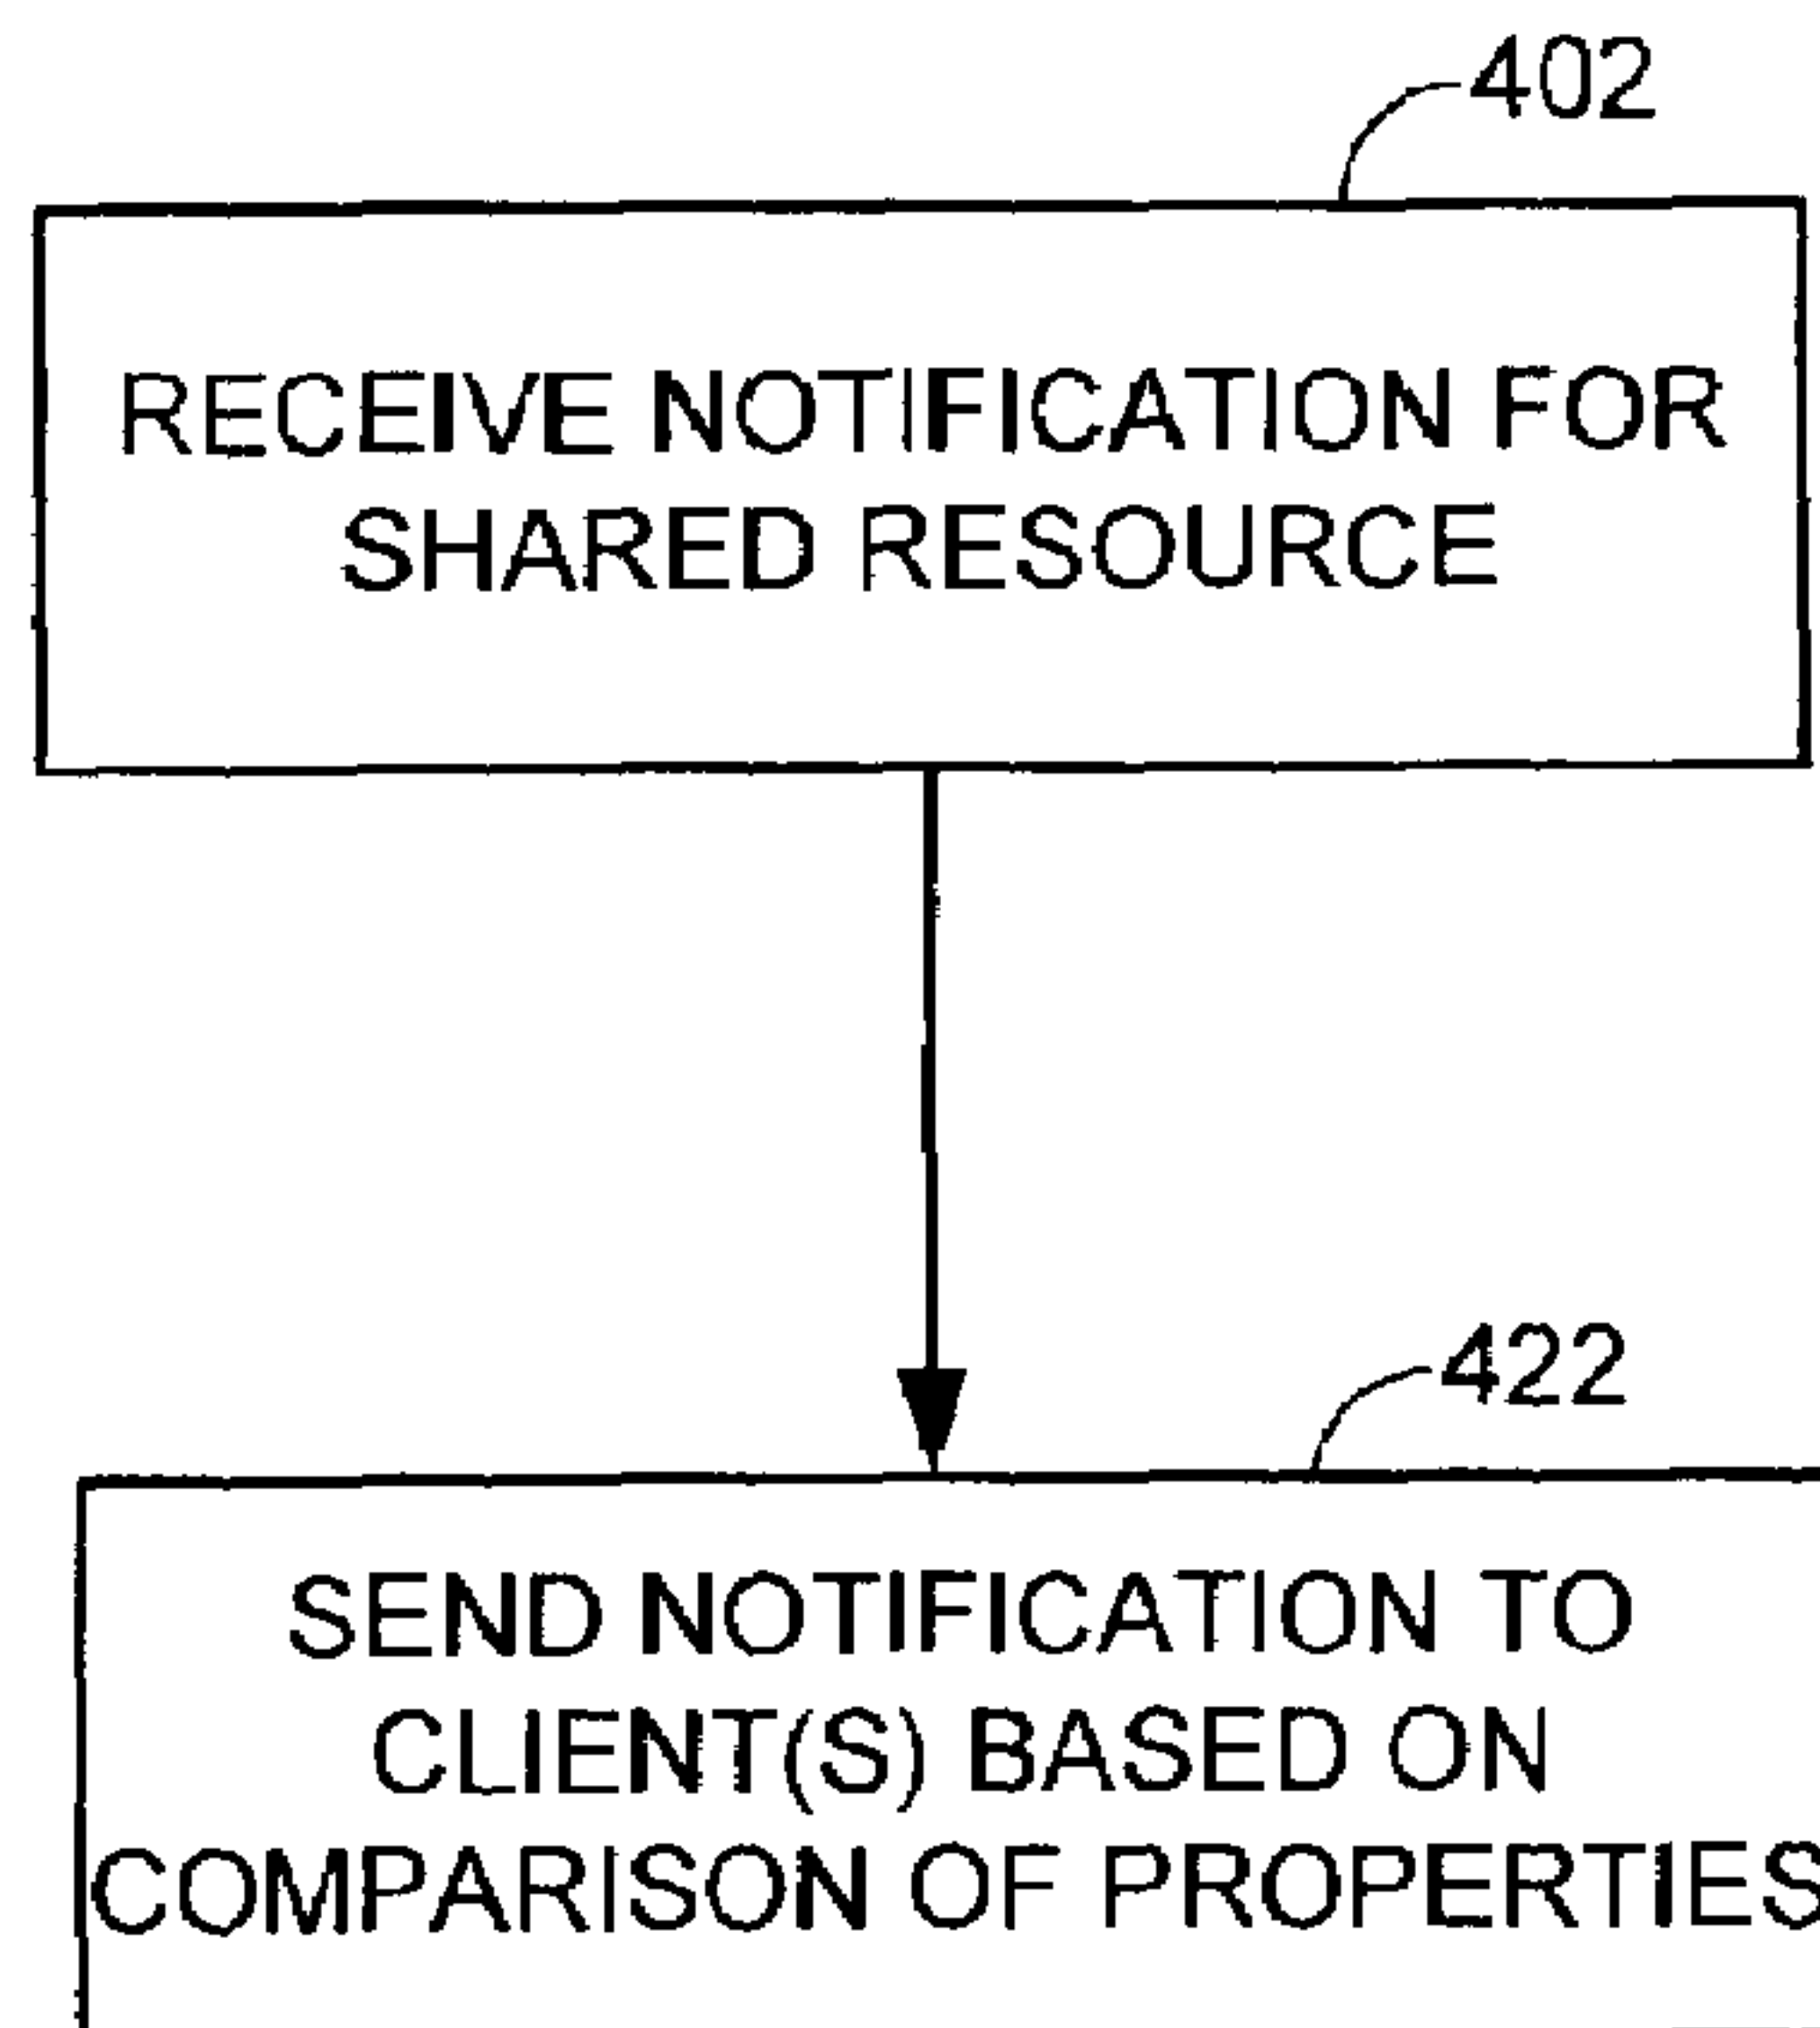 402
RECEIVE NOTIFICATION FOR
SHARED RESOURCE
422
SEND NOTIFICATION TO
CLIENT(S) BASED ON
COMPARISON OF PROPERTIES